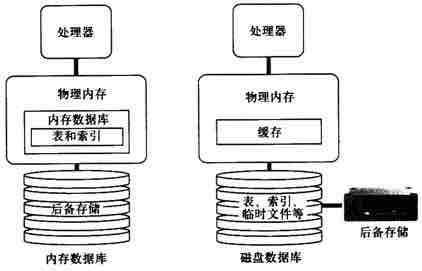 处理器
物理内存
内存数据库
表和索引
后备存储
内存数据库
处理器
物理内存
缓存
表、索引、
临时文件等
后备存储
磁盘数据库